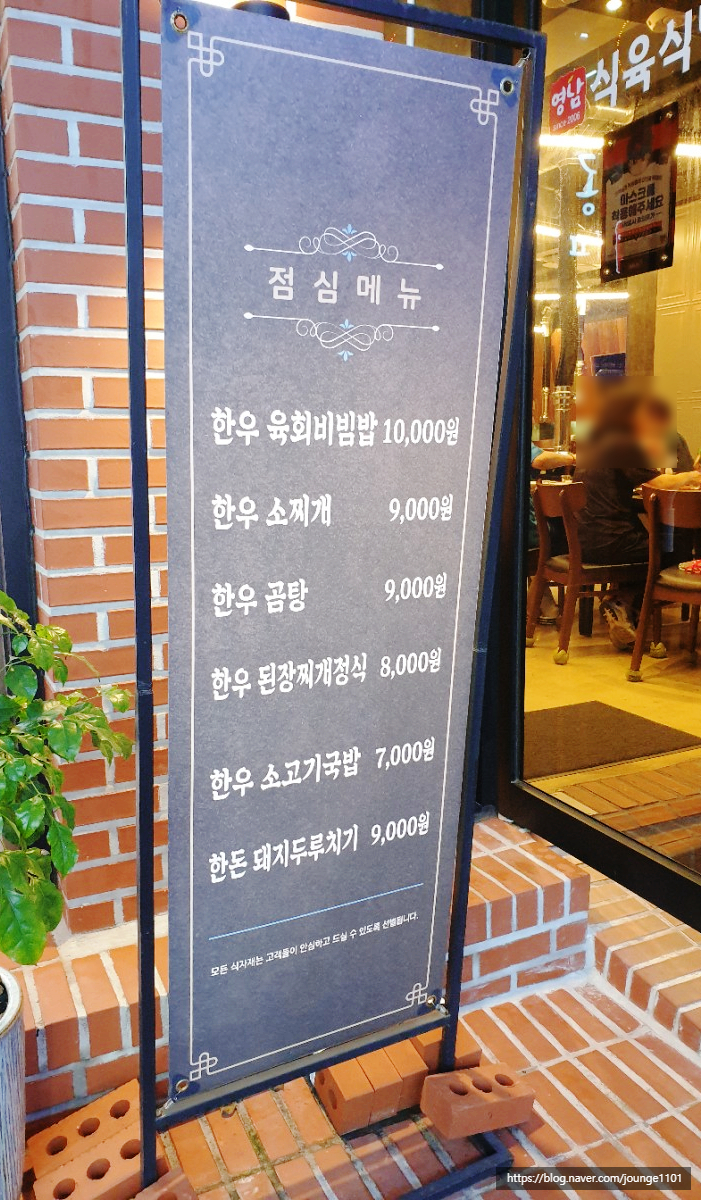 점심메뉴
한우 육회비빔밥 10,000원
한우 소찌개 9,000원
한우 곰탕 9,000원
한우 된장찌개정식 8,000원
한우 소고기국밥 7,000원
한돈 돼지두루치기 9,000원
모든 식자재는 고객들이 안심하고 드실 수 있도록 선별됩니다.
영남
since 2006
식육식
동
마스크를
착용해주세요
https://blog.naver.com/jounge1101